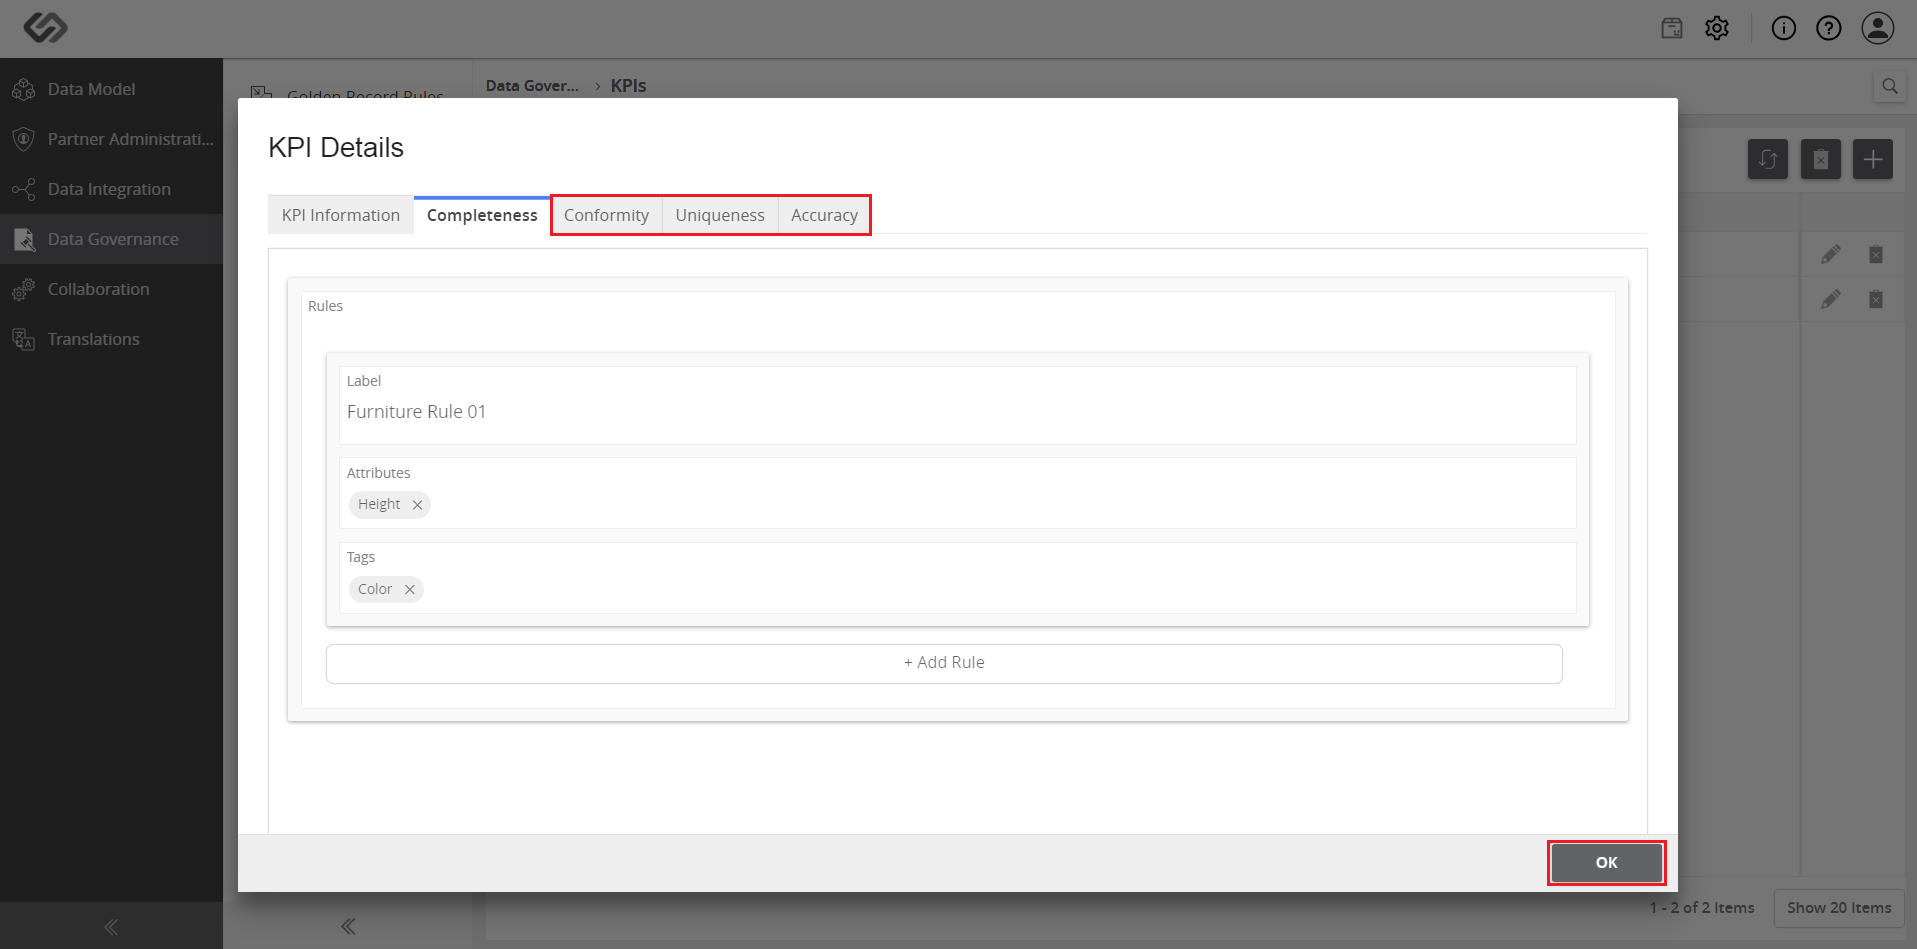 Data Model
Partner Administrati...
Data Integration
Data Governance
Collaboration
Translations
Golden Record Rules
Data Gover... › KPIs
KPI Details
KPI Information Completeness Conformity Uniqueness Accuracy
Rules
Label
Furniture Rule 01
Attributes
Height ×
Tags
Color ×
+ Add Rule
OK
1 - 2 of 2 Items Show 20 Items